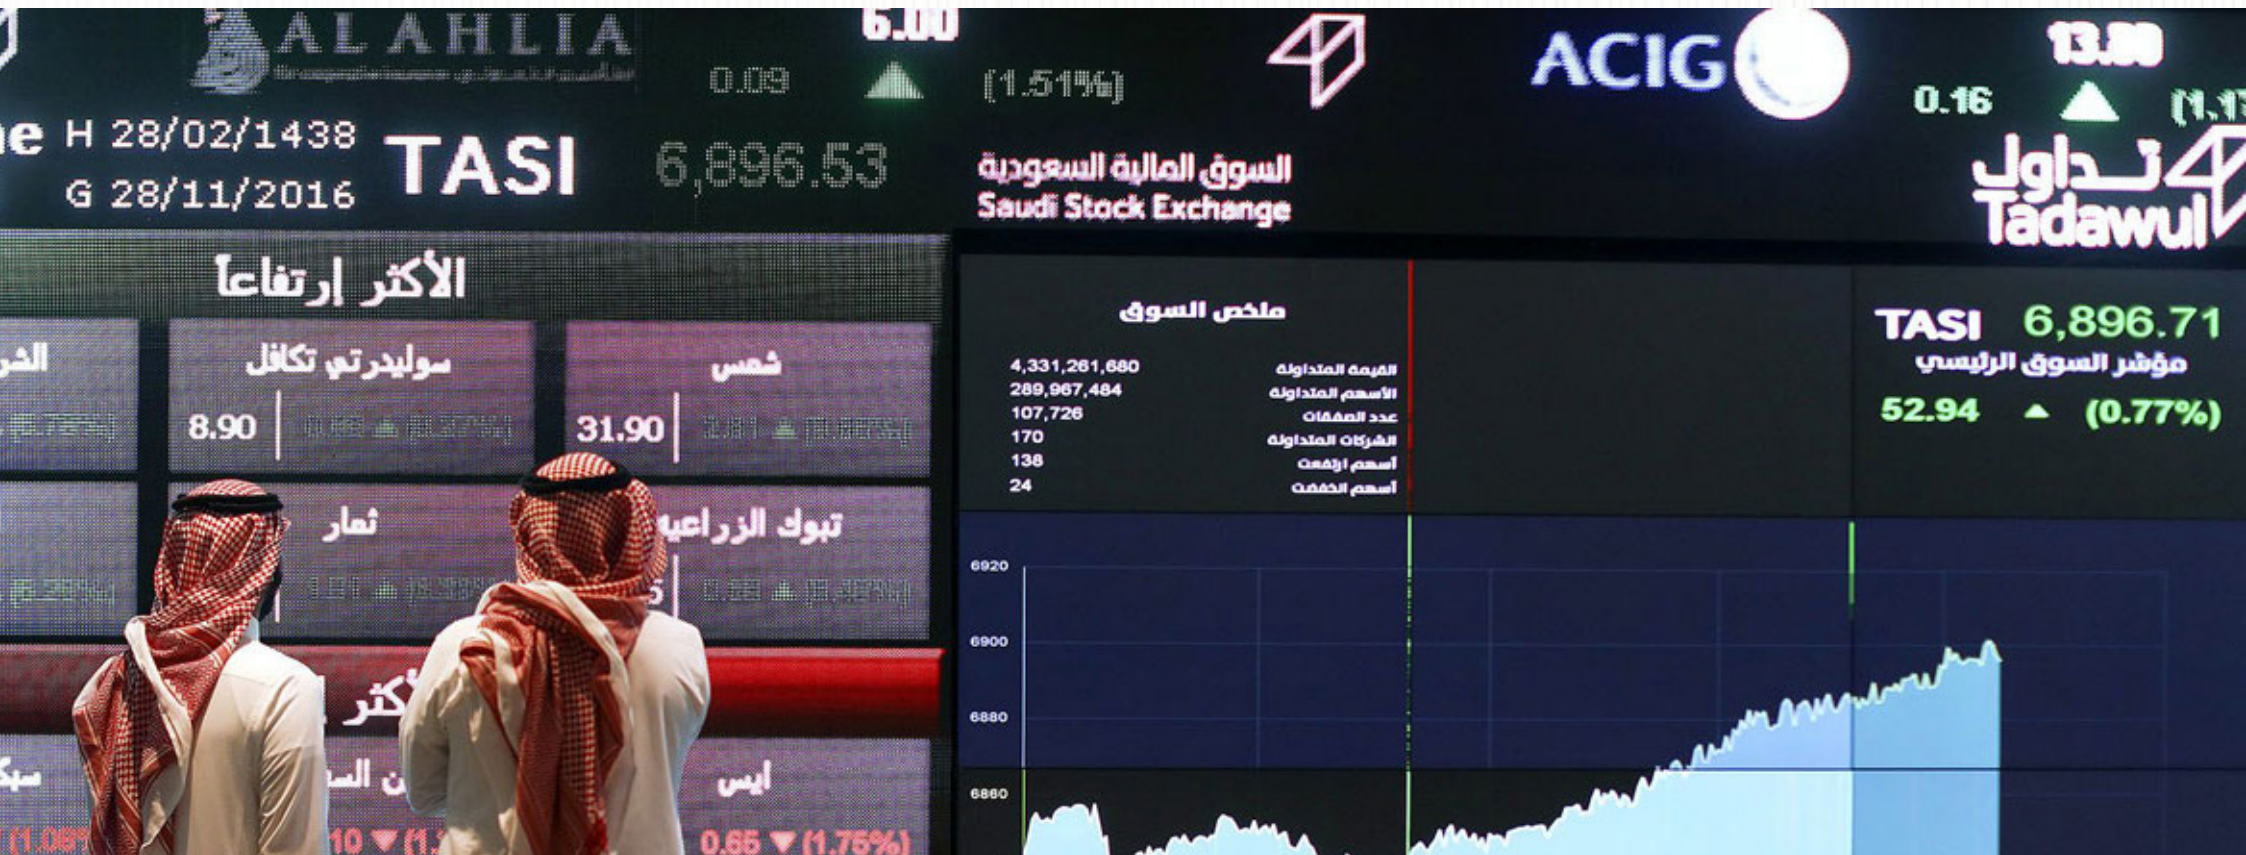 ALAHLIA
6.00
0.09 ▲ (1.51%)
ACIG
13.80
0.16 ▲
H 28/02/1438
G 28/11/2016
TASI 6,896.53
السوق المالية السعودية
Saudi Stock Exchange
تداول
Tadawul
الأكثر إرتفاعاً
شمس
31.90
سوليدرتي تكافل
8.90
تبوك الزراعيه
ثمار
ملخص السوق
القيمة المتداولة 4,331,261,680
الأسهم المتداولة 289,967,484
عدد الصفقات 107,726
الشركات المتداولة 170
أسهم ارتفعت 138
أسهم انخفضت 24
TASI 6,896.71
مؤشر السوق الرئيسي
52.94 ▲ (0.77%)
6920
6900
6880
6860
ايس
0.65 ▼ (1.75%)